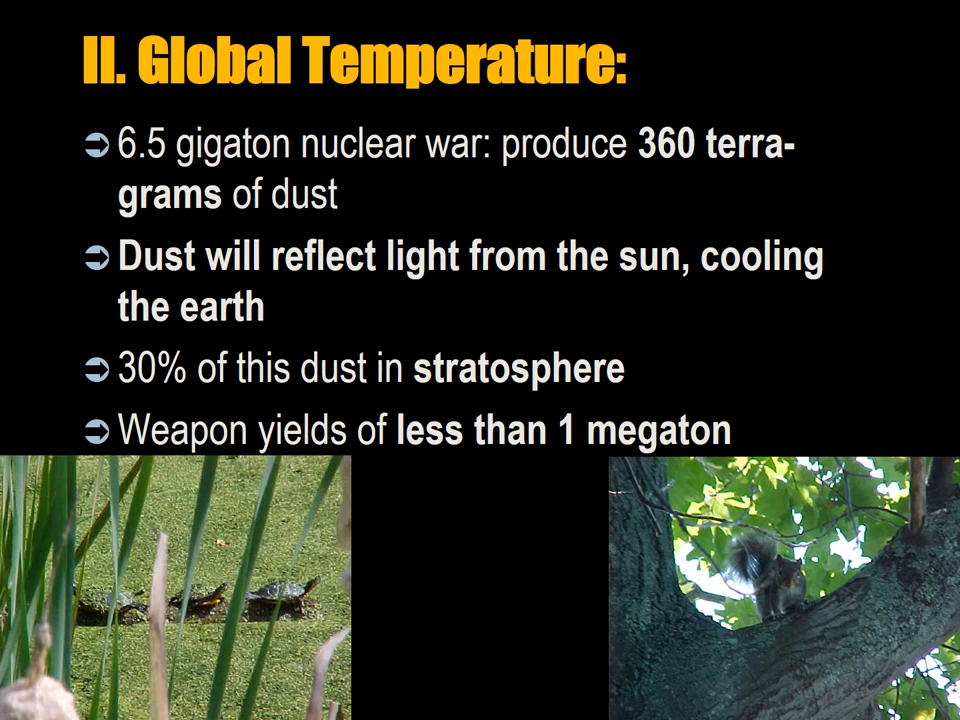 II. Global Temperature:
6.5 gigaton nuclear war: produce 360 terra-
grams of dust
Dust will reflect light from the sun, cooling
the earth
30% of this dust in stratosphere
Weapon yields of less than 1 megaton